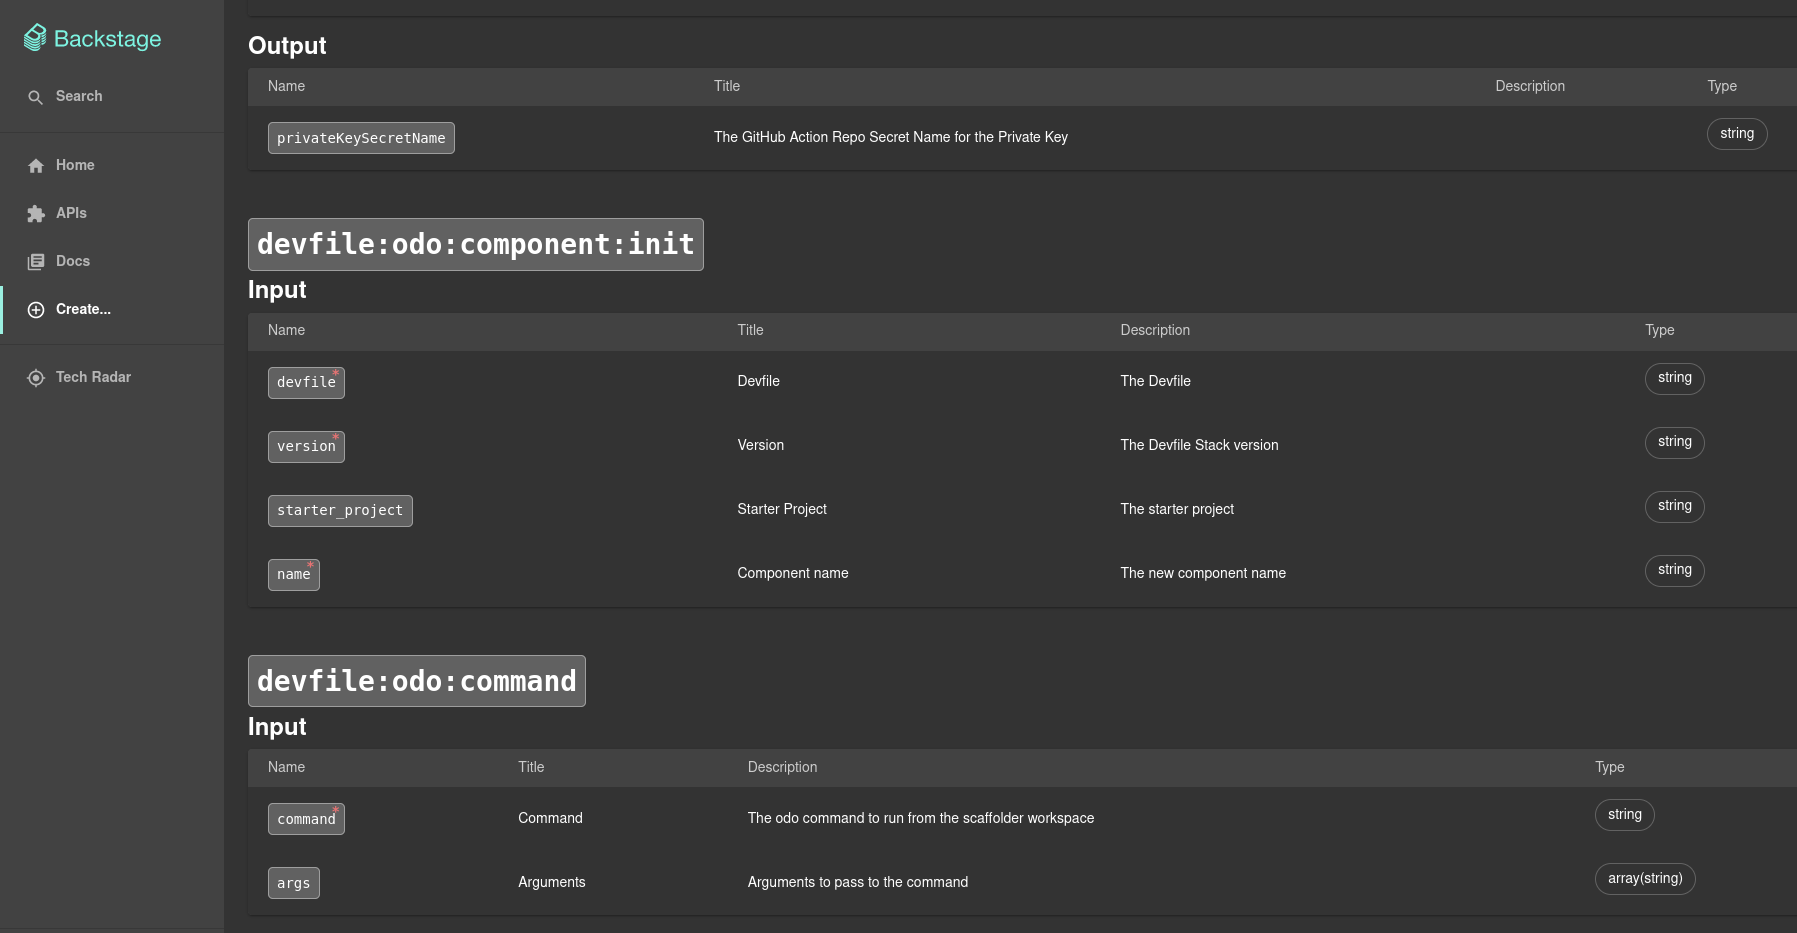 Backstage
Search
Home
APIs
Docs
Create...
Tech Radar
Output
Name Title Description Type
privateKeySecretName The GitHub Action Repo Secret Name for the Private Key string
devfile:odo:component:init
Input
Name Title Description Type
devfile* Devfile The Devfile string
version* Version The Devfile Stack version string
starter_project Starter Project The starter project string
name* Component name The new component name string
devfile:odo:command
Input
Name Title Description Type
command* Command The odo command to run from the scaffolder workspace string
args Arguments Arguments to pass to the command array(string)